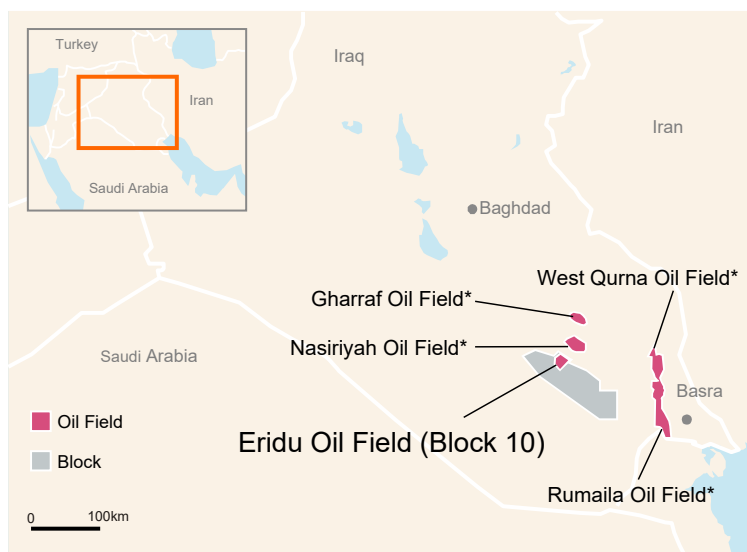 Turkey
Iran
Saudi Arabia
Iraq
Iran
Baghdad
West Qurna Oil Field*
Gharraf Oil Field*
Nasiriyah Oil Field*
Saudi Arabia
Basra
Oil Field
Eridu Oil Field (Block 10)
Block
Rumaila Oil Field*
0 100km